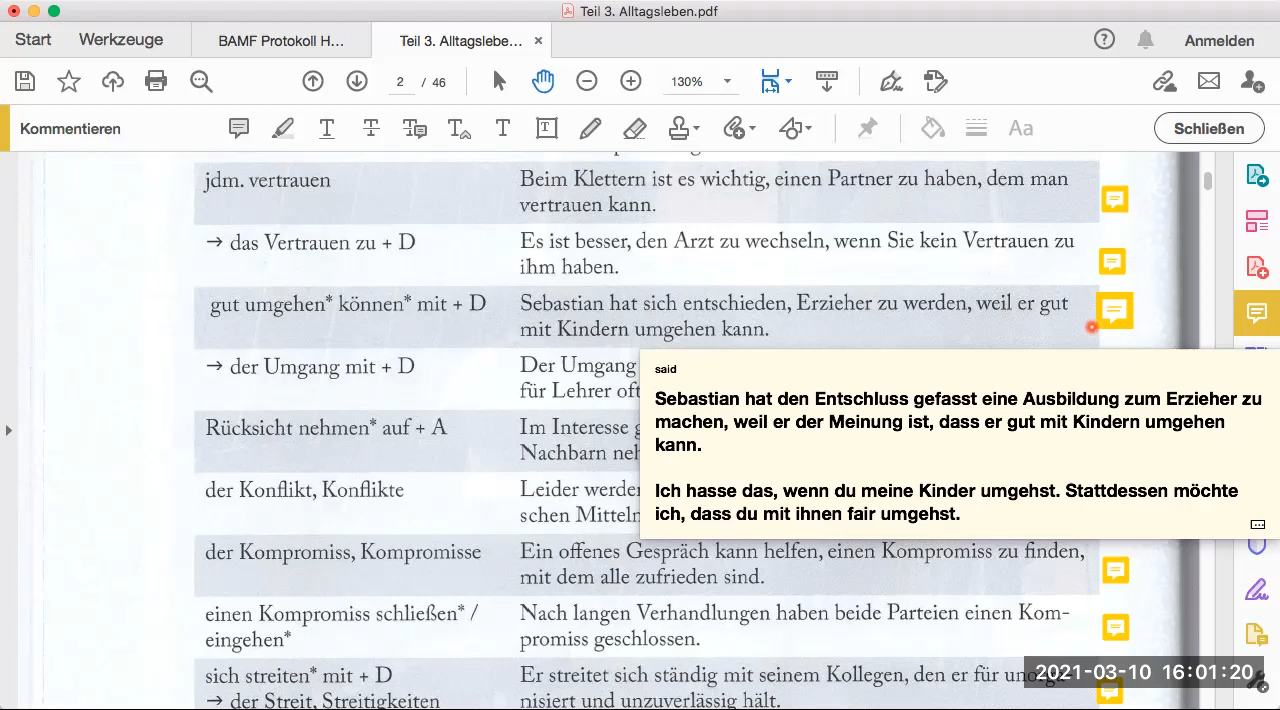 Teil 3. Alltagsleben.pdf
Start Werkzeuge BAMF Protokoll H... Teil 3. Alltagslebe... × Anmelden
2 / 46 130%
Kommentieren Aa Schließen
jdm. vertrauen Beim Klettern ist es wichtig, einen Partner zu haben, dem man
vertrauen kann.
→ das Vertrauen zu + D Es ist besser, den Arzt zu wechseln, wenn Sie kein Vertrauen zu
ihm haben.
gut umgehen* können* mit + D Sebastian hat sich entschieden, Erzieher zu werden, weil er gut
mit Kindern umgehen kann.
→ der Umgang mit + D Der Umgang
für Lehrer oft
Rücksicht nehmen* auf + A Im Interesse
Nachbarn neh
der Konflikt, Konflikte Leider werde
schen Mitteln
said
Sebastian hat den Entschluss gefasst eine Ausbildung zum Erzieher zu
machen, weil er der Meinung ist, dass er gut mit Kindern umgehen
kann.
Ich hasse das, wenn du meine Kinder umgehst. Stattdessen möchte
ich, dass du mit ihnen fair umgehst.
der Kompromiss, Kompromisse Ein offenes Gespräch kann helfen, einen Kompromiss zu finden,
mit dem alle zufrieden sind.
einen Kompromiss schließen* / Nach langen Verhandlungen haben beide Parteien einen Kom-
eingehen* promiss geschlossen.
sich streiten* mit + D Er streitet sich ständig mit seinem Kollegen, den er für
→ der Streit, Streitigkeiten nisiert und unzuverlässig hält.
2021-03-10 16:01:20